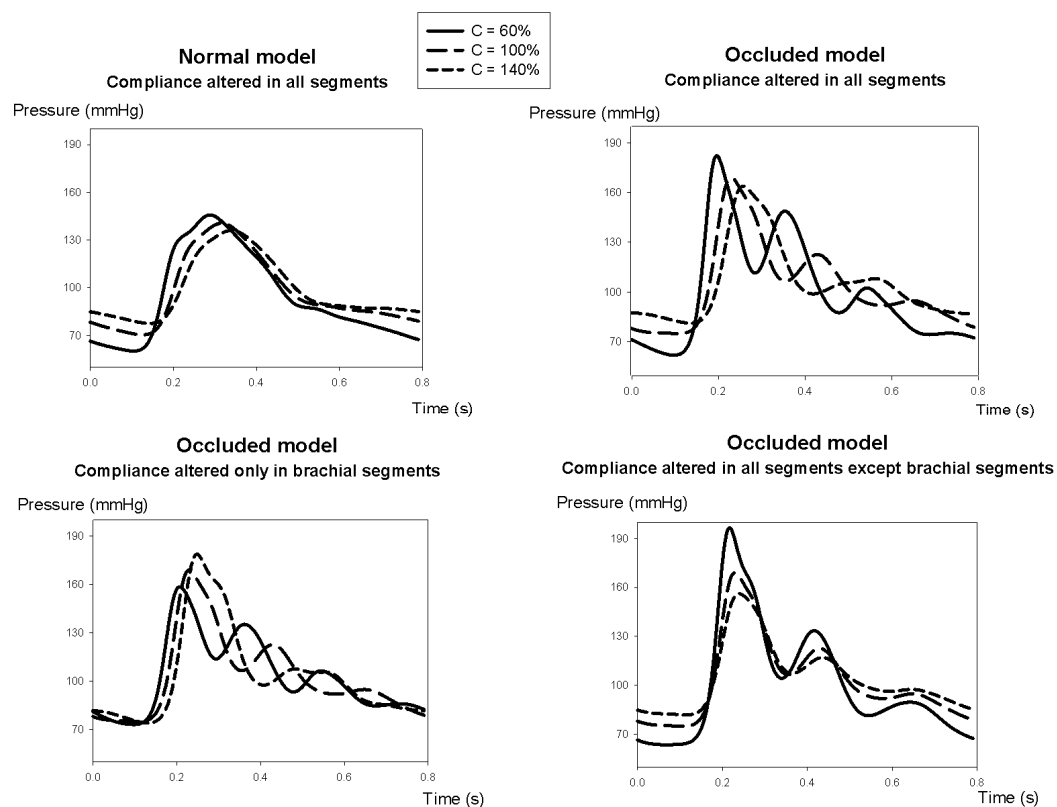 C = 60%
C = 100%
C = 140%
Normal model
Compliance altered in all segments
Pressure (mmHg)
190
160
130
100
70
0.0 0.2 0.4 0.6 0.8
Time (s)
Occluded model
Compliance altered in all segments
Pressure (mmHg)
190
160
130
100
70
0.0 0.2 0.4 0.6 0.8
Time (s)
Occluded model
Compliance altered only in brachial segments
Pressure (mmHg)
190
160
130
100
70
0.0 0.2 0.4 0.6 0.8
Time (s)
Occluded model
Compliance altered in all segments except brachial segments
Pressure (mmHg)
190
160
130
100
70
0.0 0.2 0.4 0.6 0.8
Time (s)